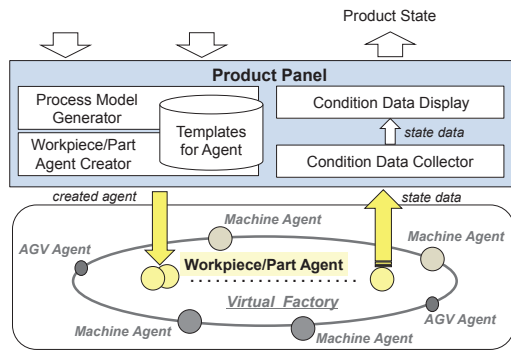 Product State
Product Panel
Process Model
Generator
Workpiece/Part
Agent Creator
Templates
for Agent
Condition Data Display
state data
Condition Data Collector
created agent
state data
Machine Agent
Machine Agent
AGV Agent
Workpiece/Part Agent
Virtual Factory
AGV Agent
Machine Agent
Machine Agent